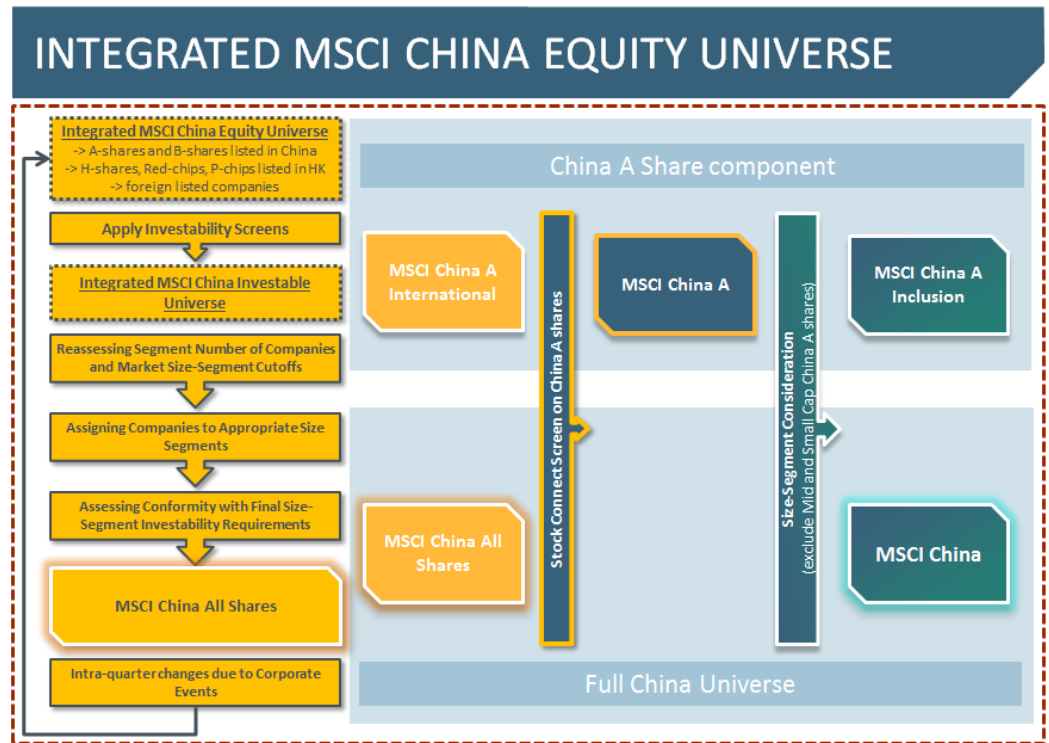 INTEGRATED MSCI CHINA EQUITY UNIVERSE
Integrated MSCI China Equity Universe
-> A-shares and B-shares listed in China
-> H-shares, Red-chips, P-chips listed in HK
-> foreign listed companies
Apply Investability Screens
Integrated MSCI China Investable
Universe
Reassessing Segment Number of Companies
and Market Size-Segment Cutoffs
Assigning Companies to Appropriate Size
Segments
Assessing Conformity with Final Size-
Segment Investability Requirements
MSCI China All Shares
Intra-quarter changes due to Corporate
Events
China A Share component
MSCI China A
International
Stock Connect Screen on China A shares
MSCI China A
Size-Segment Consideration
(exclude Mid and Small Cap China A shares)
MSCI China A
Inclusion
MSCI China All
Shares
MSCI China
Full China Universe